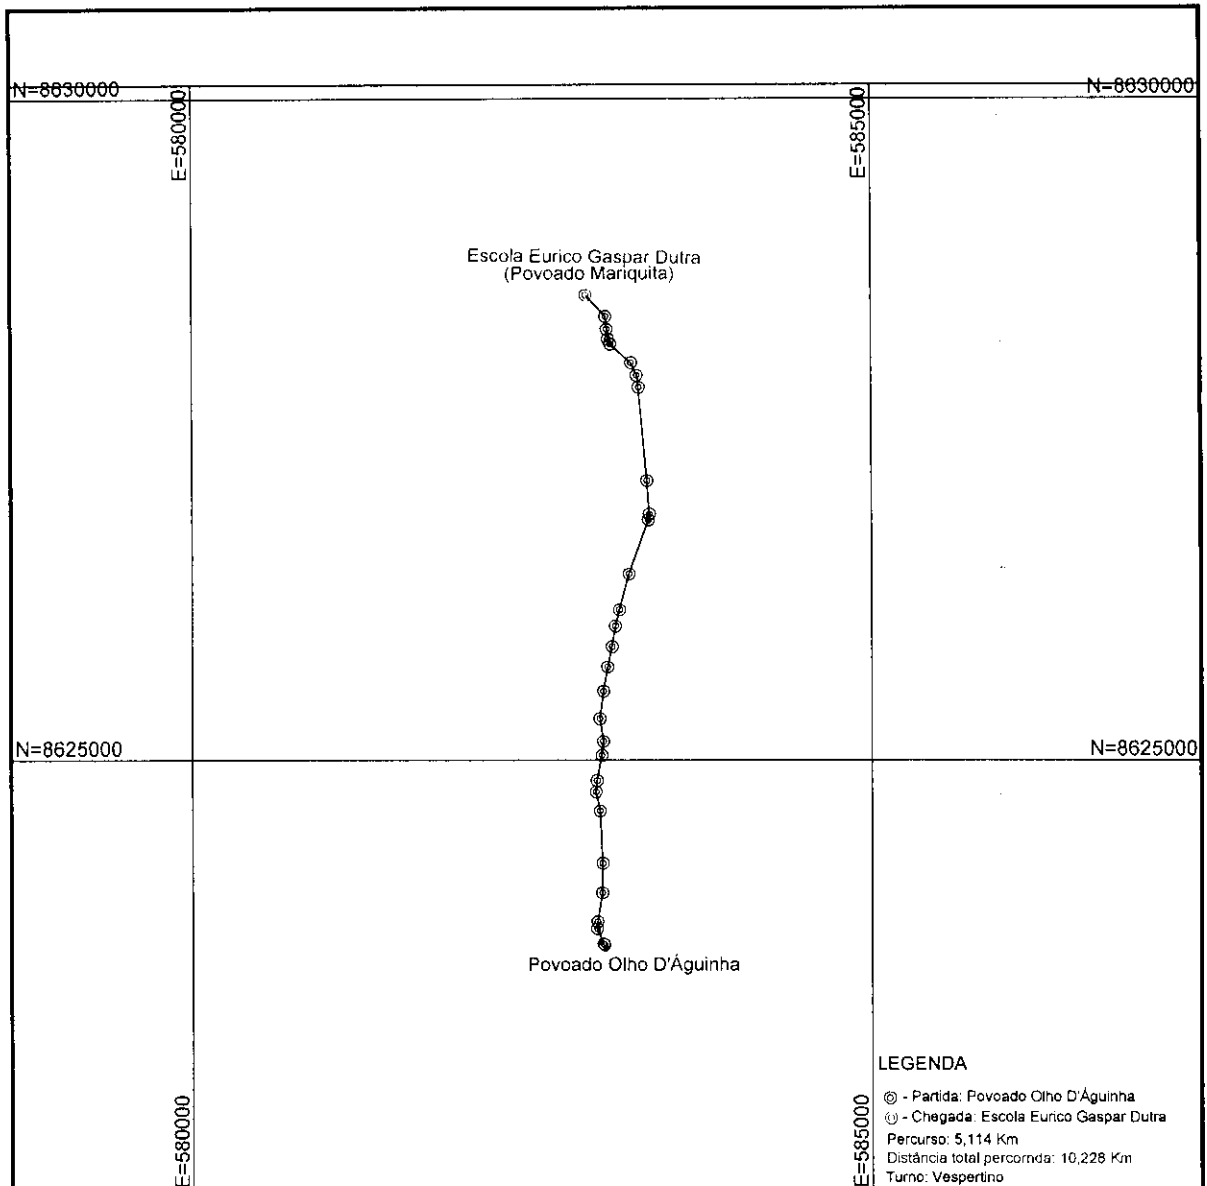 N=8630000
N=8630000
E=580000
E=585000
Escola Eurico Gaspar Dutra
(Povoado Mariquita)
N=8625000
N=8625000
Povoado Olho D'Águinha
LEGENDA
- Partida: Povoado Olho D'Águinha
- Chegada: Escola Eurico Gaspar Dutra
Percurso: 5,114 Km
Distância total percorrida: 10,228 Km
Turno: Vespertino
E=580000
E=585000